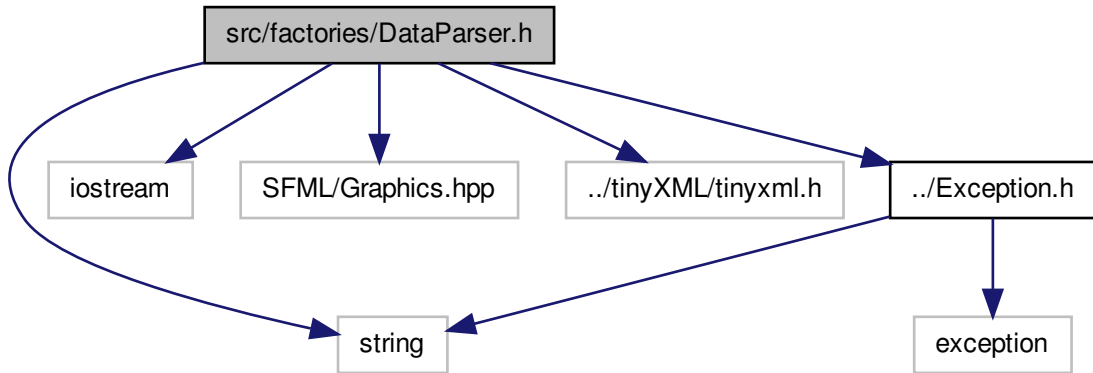 src/factories/DataParser.h
iostream
SFML/Graphics.hpp
../tinyXML/tinyxml.h
../Exception.h
string
exception